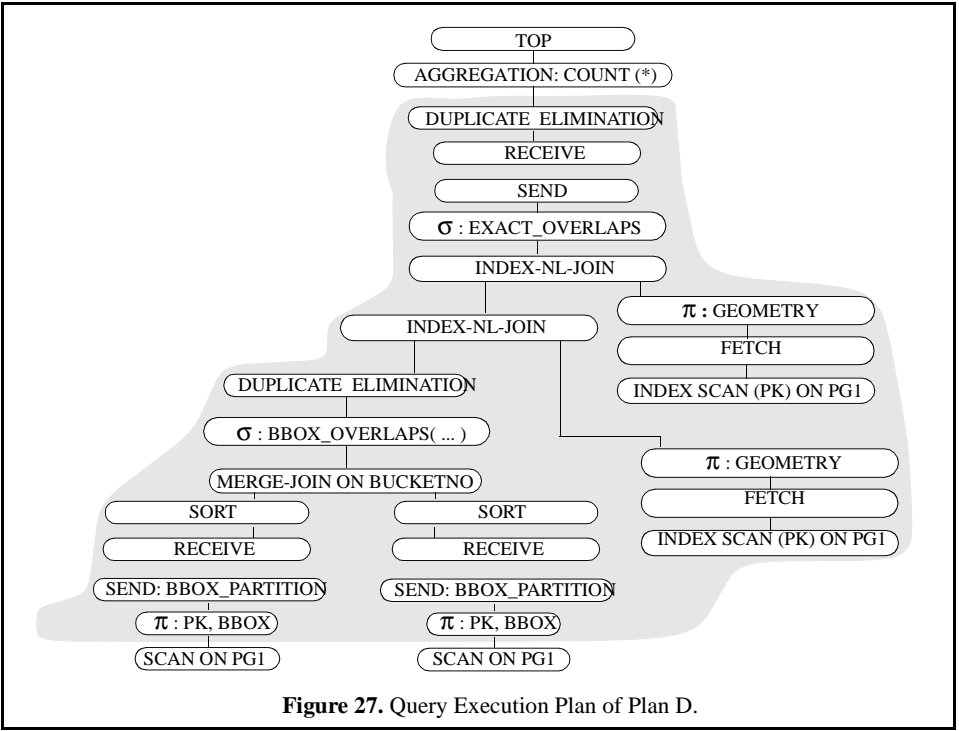 TOP
AGGREGATION: COUNT (*)
DUPLICATE ELIMINATION
RECEIVE
SEND
σ : EXACT_OVERLAPS
INDEX-NL-JOIN
π : GEOMETRY
INDEX-NL-JOIN
FETCH
DUPLICATE ELIMINATION
INDEX SCAN (PK) ON PG1
σ : BBOX_OVERLAPS( ... )
π : GEOMETRY
MERGE-JOIN ON BUCKETNO
FETCH
SORT
SORT
INDEX SCAN (PK) ON PG1
RECEIVE
RECEIVE
SEND: BBOX_PARTITION
SEND: BBOX_PARTITION
π : PK, BBOX
π : PK, BBOX
SCAN ON PG1
SCAN ON PG1
Figure 27. Query Execution Plan of Plan D.